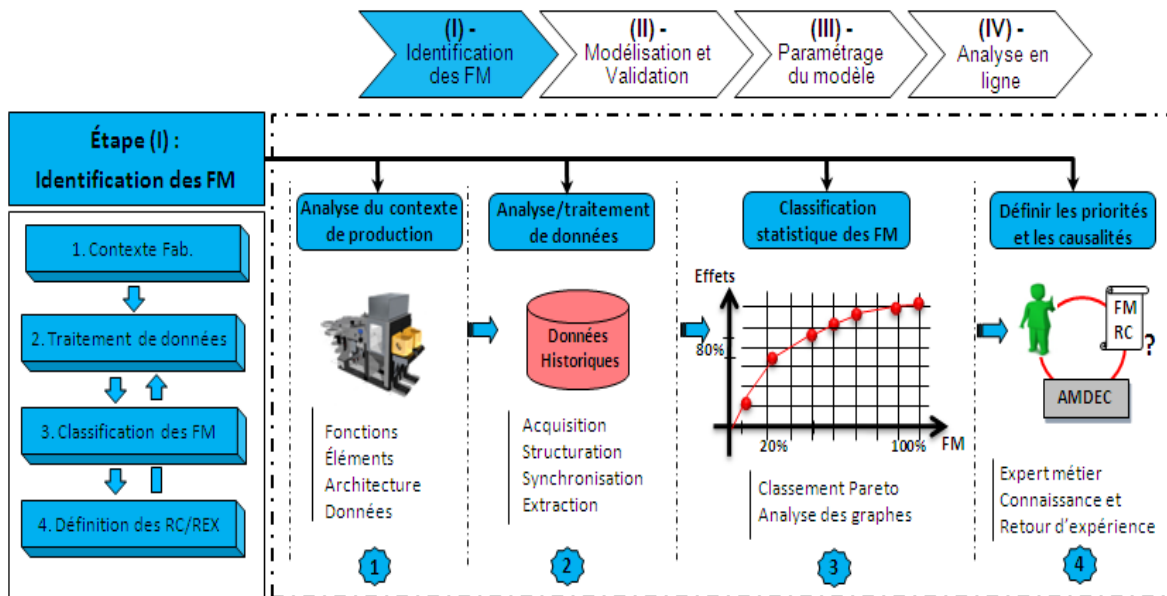 (I) -
Identification
des FM
(II) -
Modélisation et
Validation
(III) -
Paramétrage
du modèle
(IV) -
Analyse en
ligne
Étape (I) :
Identification des FM
1. Contexte Fab.
2. Traitement de données
3. Classification des FM
4. Définition des RC/REX
Analyse du contexte
de production
Fonctions
Éléments
Architecture
Données
1
Analyse/traitement
de données
Données
Historiques
Acquisition
Structuration
Synchronisation
Extraction
2
Classification
statistique des FM
Effets
80%
20%
100%
FM
Classement Pareto
Analyse des graphes
3
Définir les priorités
et les causalités
FM
RC
?
AMDEC
Expert métier
Connaissance et
Retour d'expérience
4